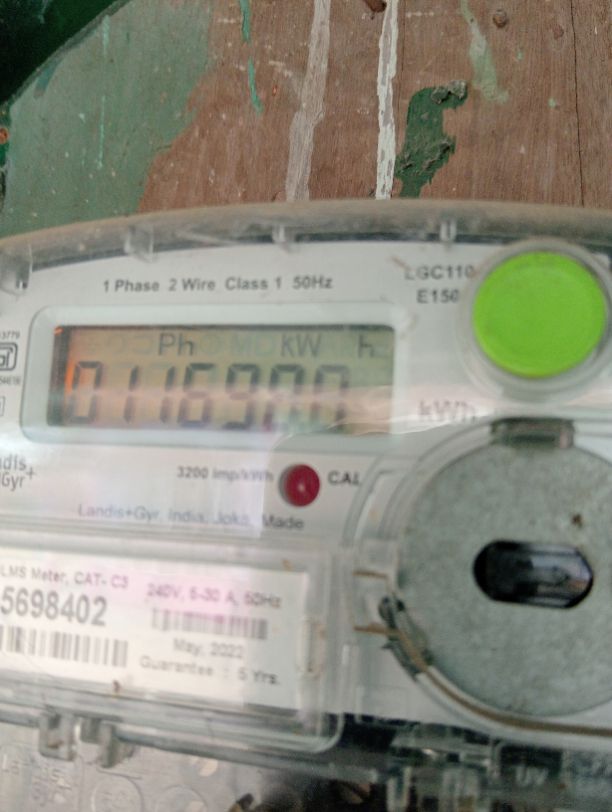 1 Phase 2 Wire Class 1 50Hz
LGC110
E150
Ph kW h
kWh
3200 imp/kWh CAL
Landis+Gyr, India, Joka, Made
LMS Meter, CAT- C3
240V, 5-30 A, 50Hz
5698402
May, 2022
Guarantee : 5 Yrs.